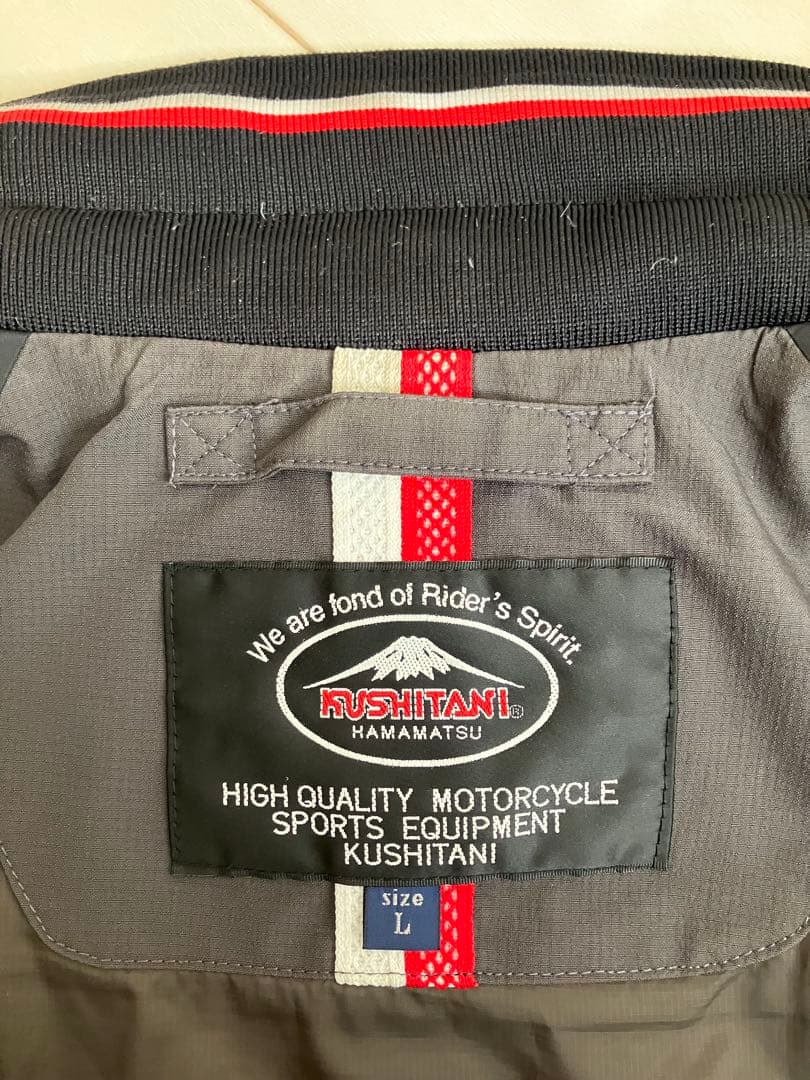 We are fond of Rider's Spirit.
KUSHITANI®
HAMAMATSU
HIGH QUALITY MOTORCYCLE
SPORTS EQUIPMENT
KUSHITANI
size
L